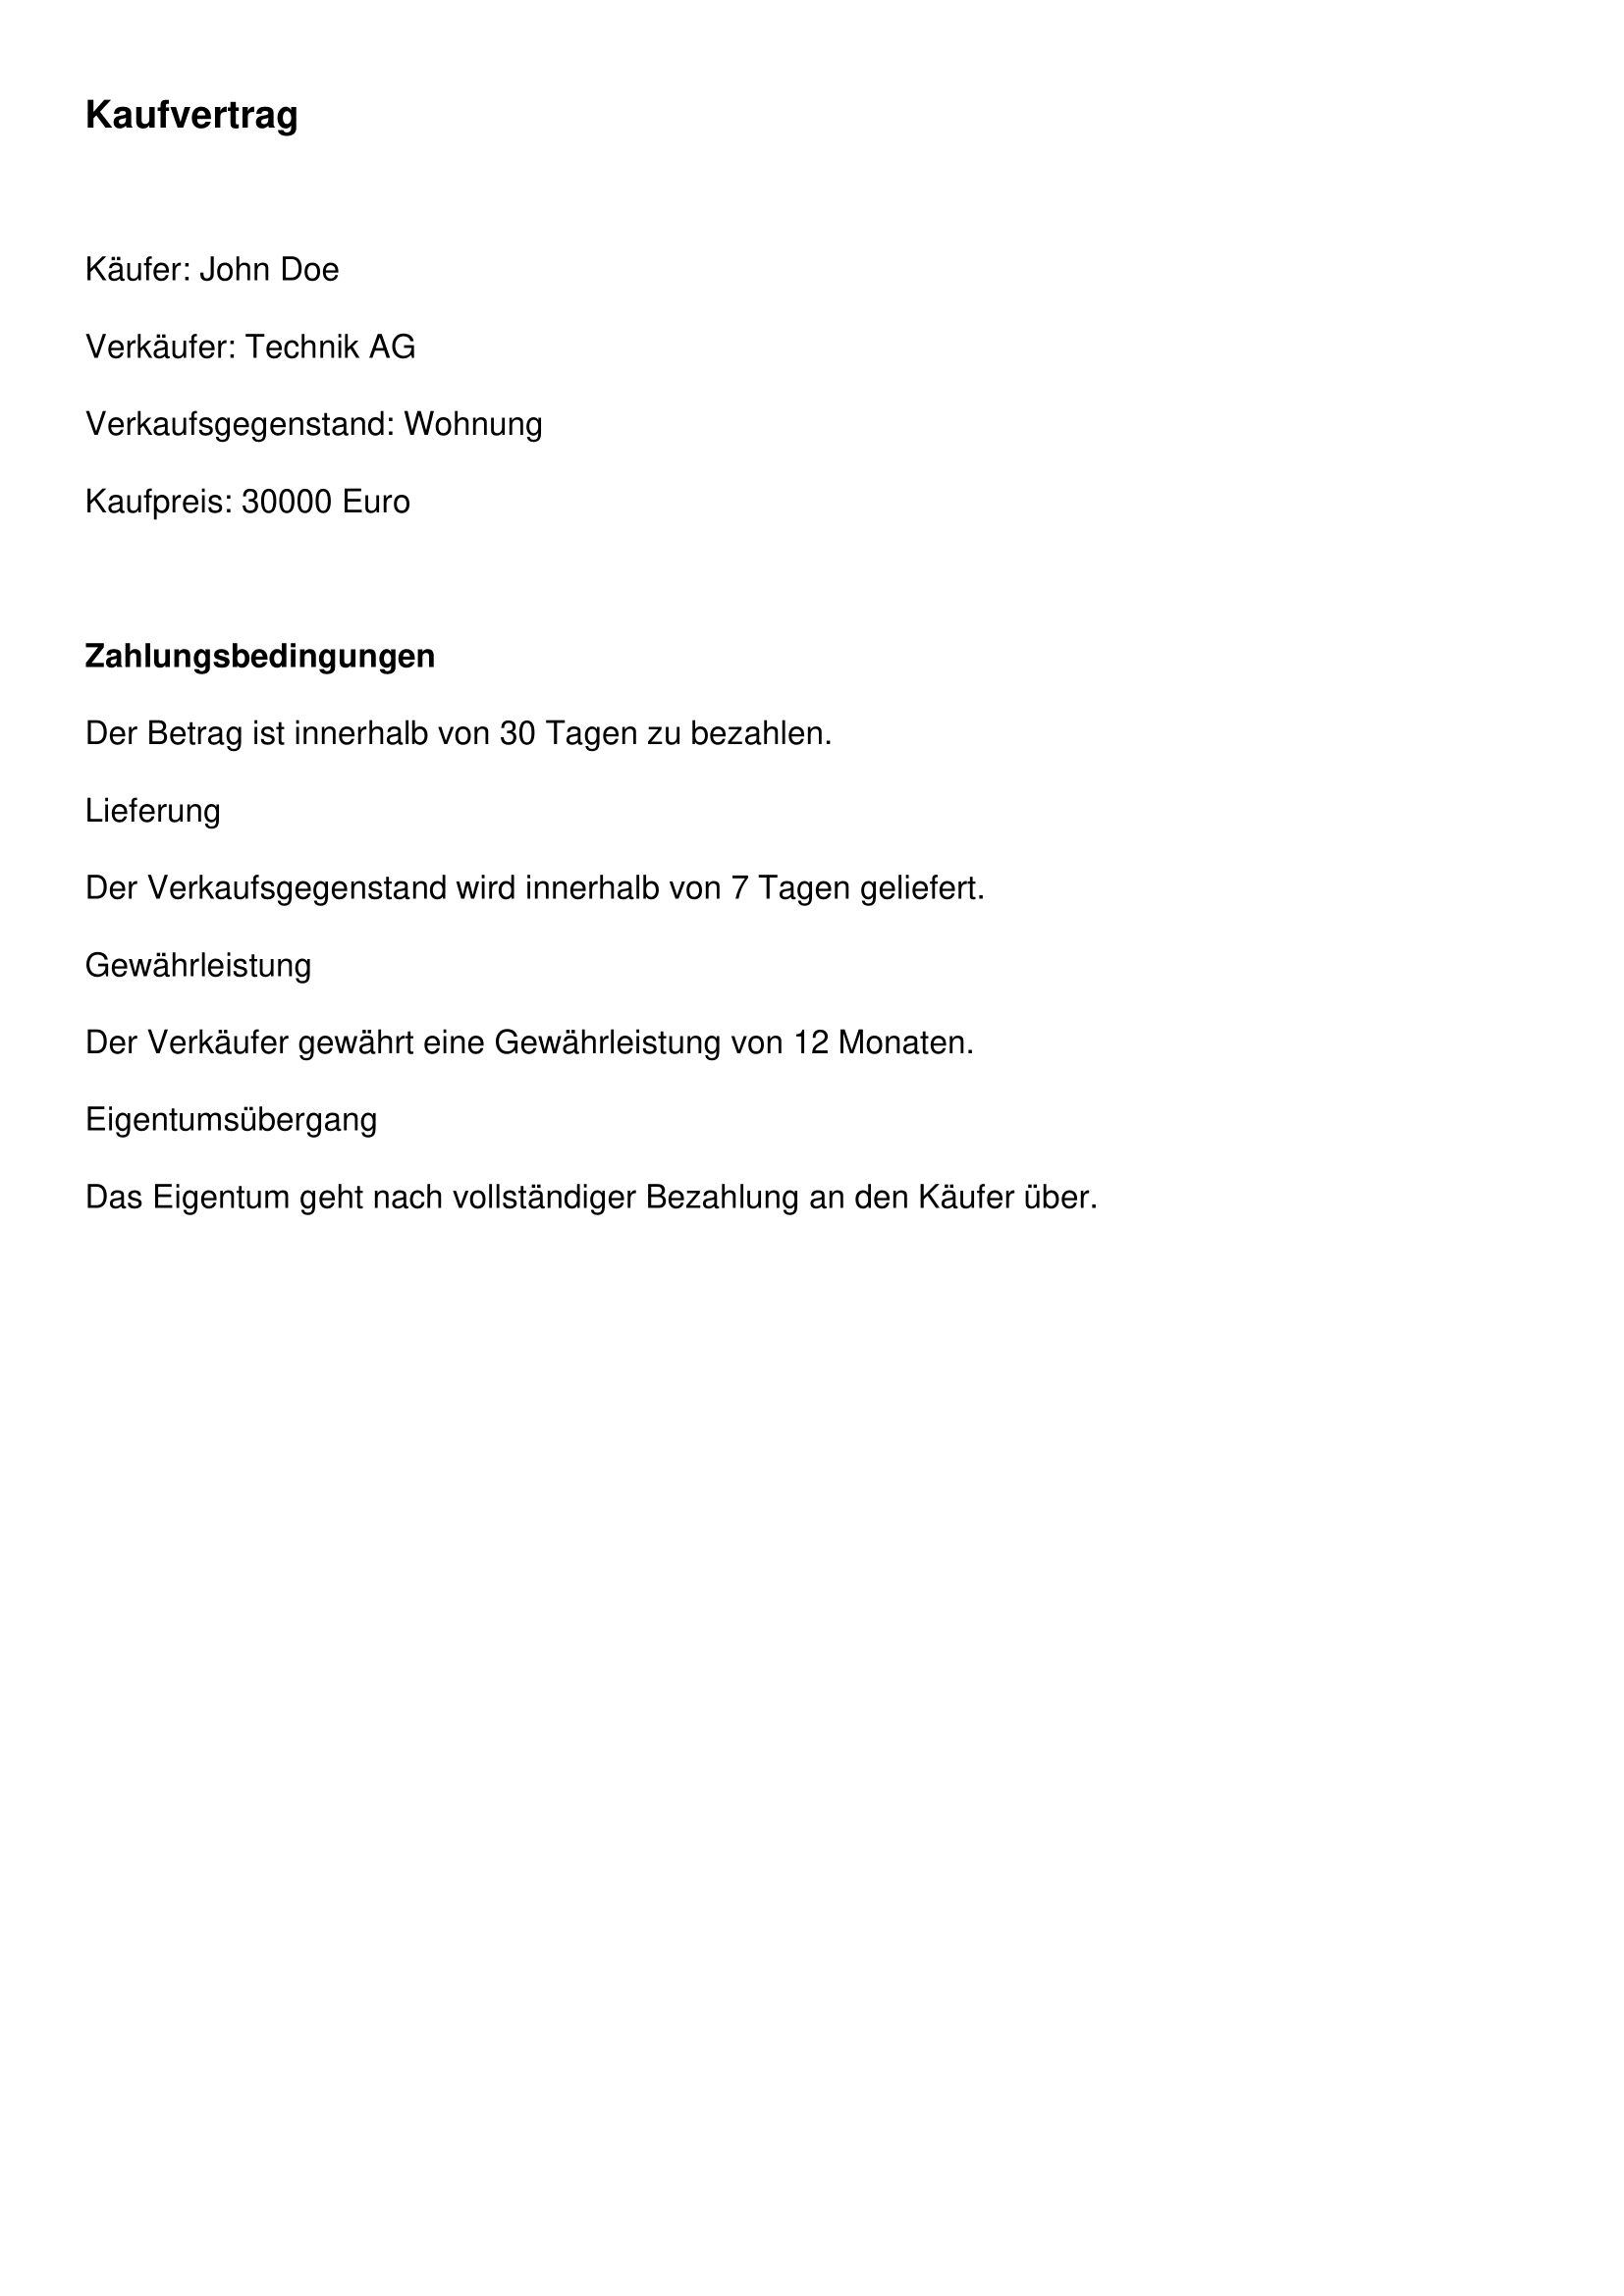 Kaufvertrag
Käufer: John Doe
Verkäufer: Technik AG
Verkaufsgegenstand: Wohnung
Kaufpreis: 30000 Euro
Zahlungsbedingungen
Der Betrag ist innerhalb von 30 Tagen zu bezahlen.
Lieferung
Der Verkaufsgegenstand wird innerhalb von 7 Tagen geliefert.
Gewährleistung
Der Verkäufer gewährt eine Gewährleistung von 12 Monaten.
Eigentumsübergang
Das Eigentum geht nach vollständiger Bezahlung an den Käufer über.